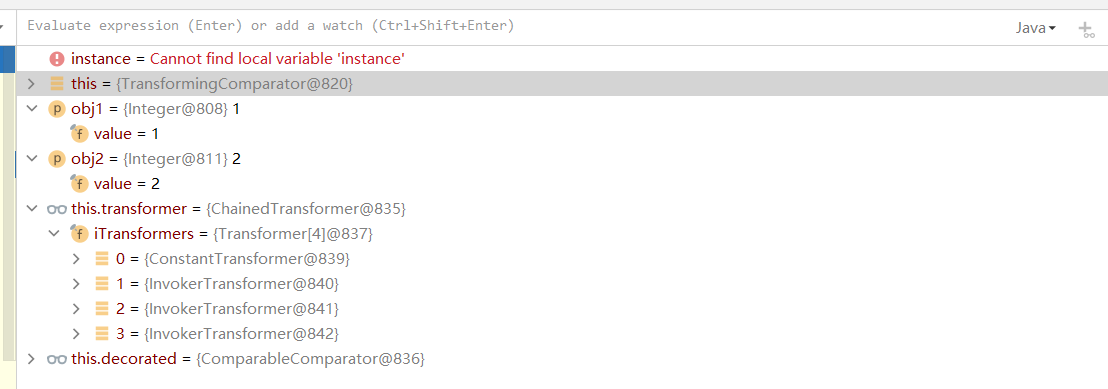 Evaluate expression (Enter) or add a watch (Ctrl+Shift+Enter) Java
instance = Cannot find local variable 'instance'
this = {TransformingComparator@820}
p obj1 = {Integer@808} 1
f value = 1
p obj2 = {Integer@811} 2
f value = 2
this.transformer = {ChainedTransformer@835}
f iTransformers = {Transformer[4]@837}
0 = {ConstantTransformer@839}
1 = {InvokerTransformer@840}
2 = {InvokerTransformer@841}
3 = {InvokerTransformer@842}
this.decorated = {ComparableComparator@836}